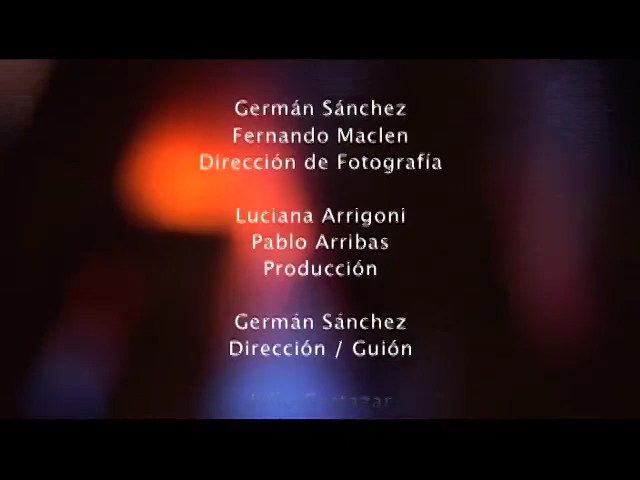 Germán Sánchez
Fernando Maclen
Dirección de Fotografía
Luciana Arrigoni
Pablo Arribas
Producción
Germán Sánchez
Dirección / Guión